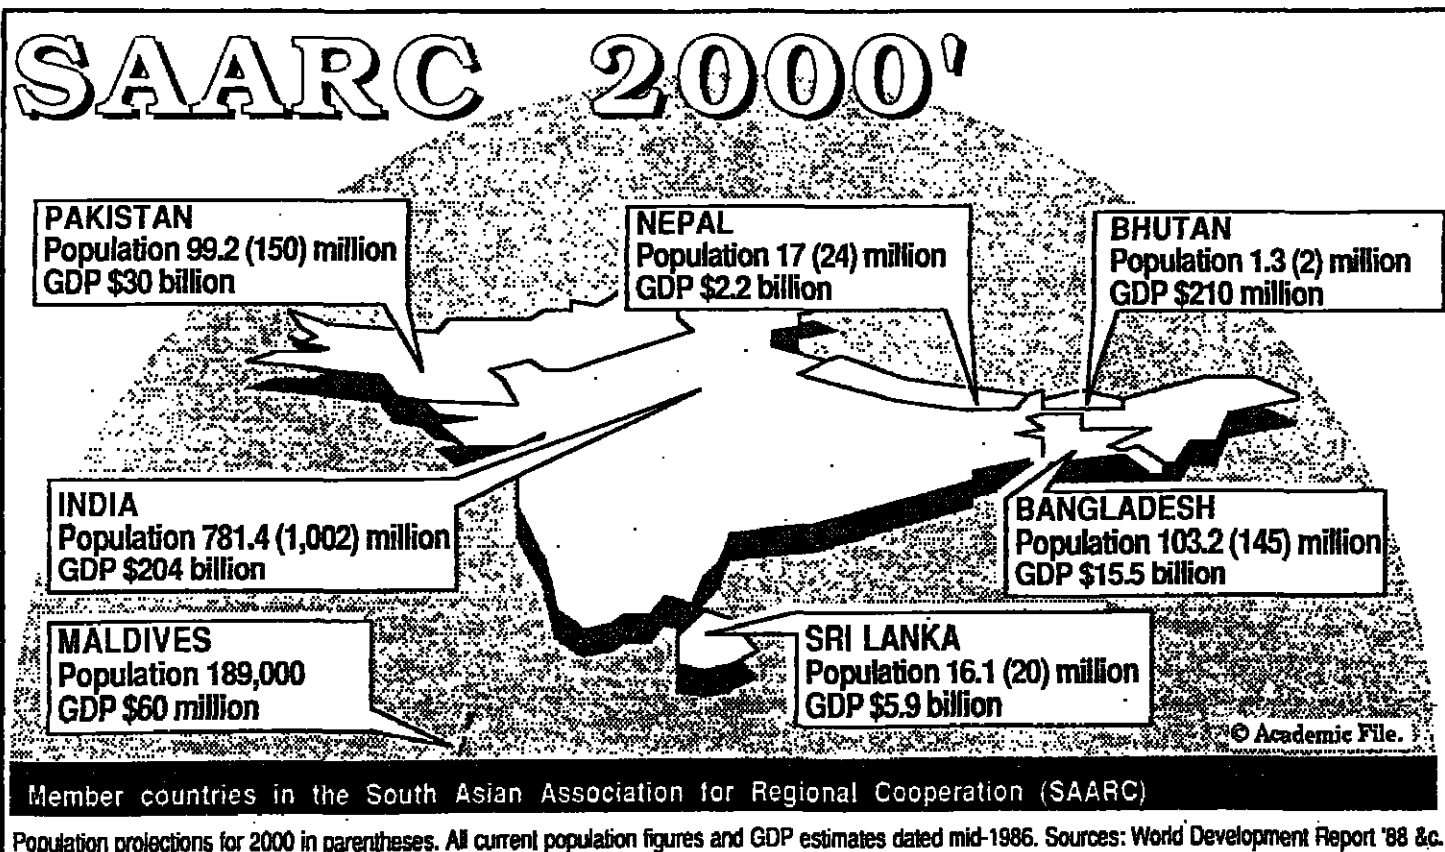 SAARC 2000'
PAKISTAN
Population 99.2 (150) million
GDP $30 billion
NEPAL
Population 17 (24) million
GDP $2.2 billion
BHUTAN
Population 1.3 (2) million
GDP $210 million
INDIA
Population 781.4 (1,002) million
GDP $204 billion
BANGLADESH
Population 103.2 (145) million
GDP $15.5 billion
MALDIVES
Population 189,000
GDP $60 million
SRI LANKA
Population 16.1 (20) million
GDP $5.9 billion
© Academic File.
Member countries in the South Asian Association for Regional Cooperation (SAARC)
Population projections for 2000 in parentheses. All current population figures and GDP estimates dated mid-1986. Sources: World Development Report '88 &c.